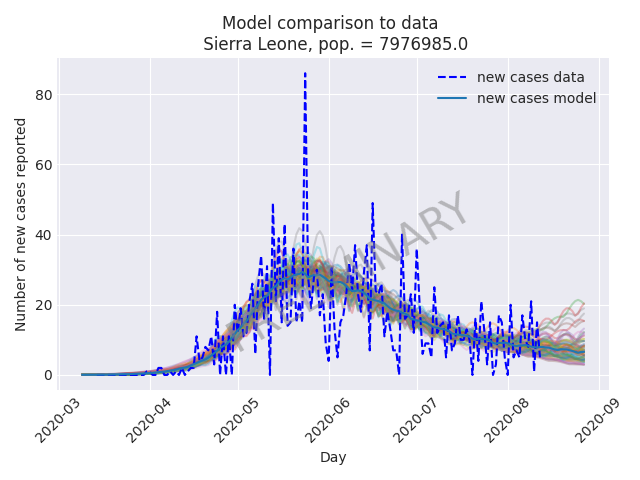 Model comparison to data
Sierra Leone, pop. = 7976985.0
new cases data
new cases model
Number of new cases reported
80
60
40
20
0
2020-03
2020-04
2020-05
2020-06
2020-07
2020-08
2020-09
Day